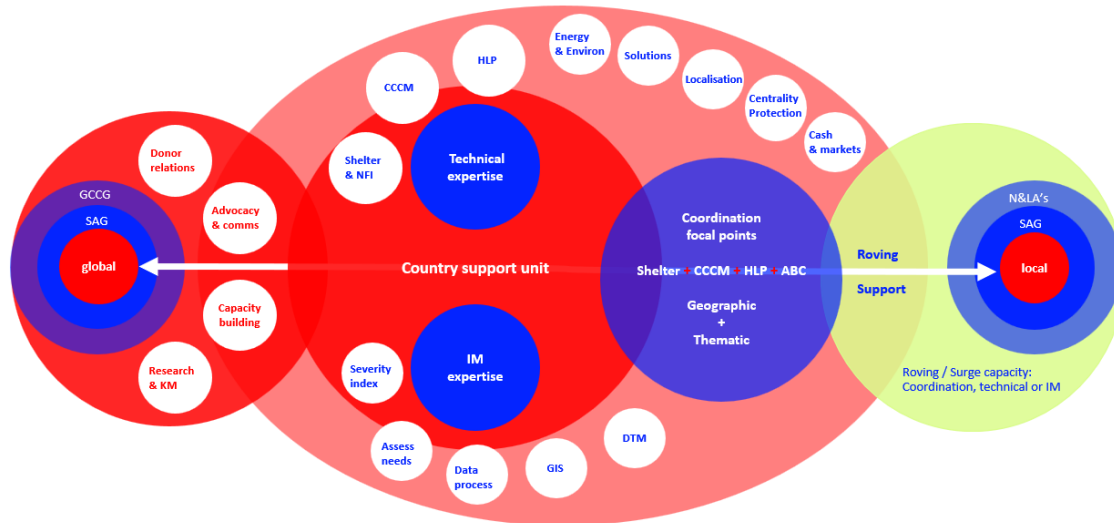 Energy
& Environ
Solutions
HLP
Localisation
CCCM
Centrality
Protection
Cash
& markets
Donor
relations
Shelter
& NFI
Technical
expertise
GCCG
SAG
global
Advocacy
& comms
Coordination
focal points
N&LA's
SAG
local
Country support unit
Shelter + CCCM + HLP + ABC
Roving
Support
Geographic
+
Thematic
Capacity
building
Research
& KM
Severity
index
IM
expertise
Roving / Surge capacity:
Coordination, technical or IM
Assess
needs
Data
process
GIS
DTM